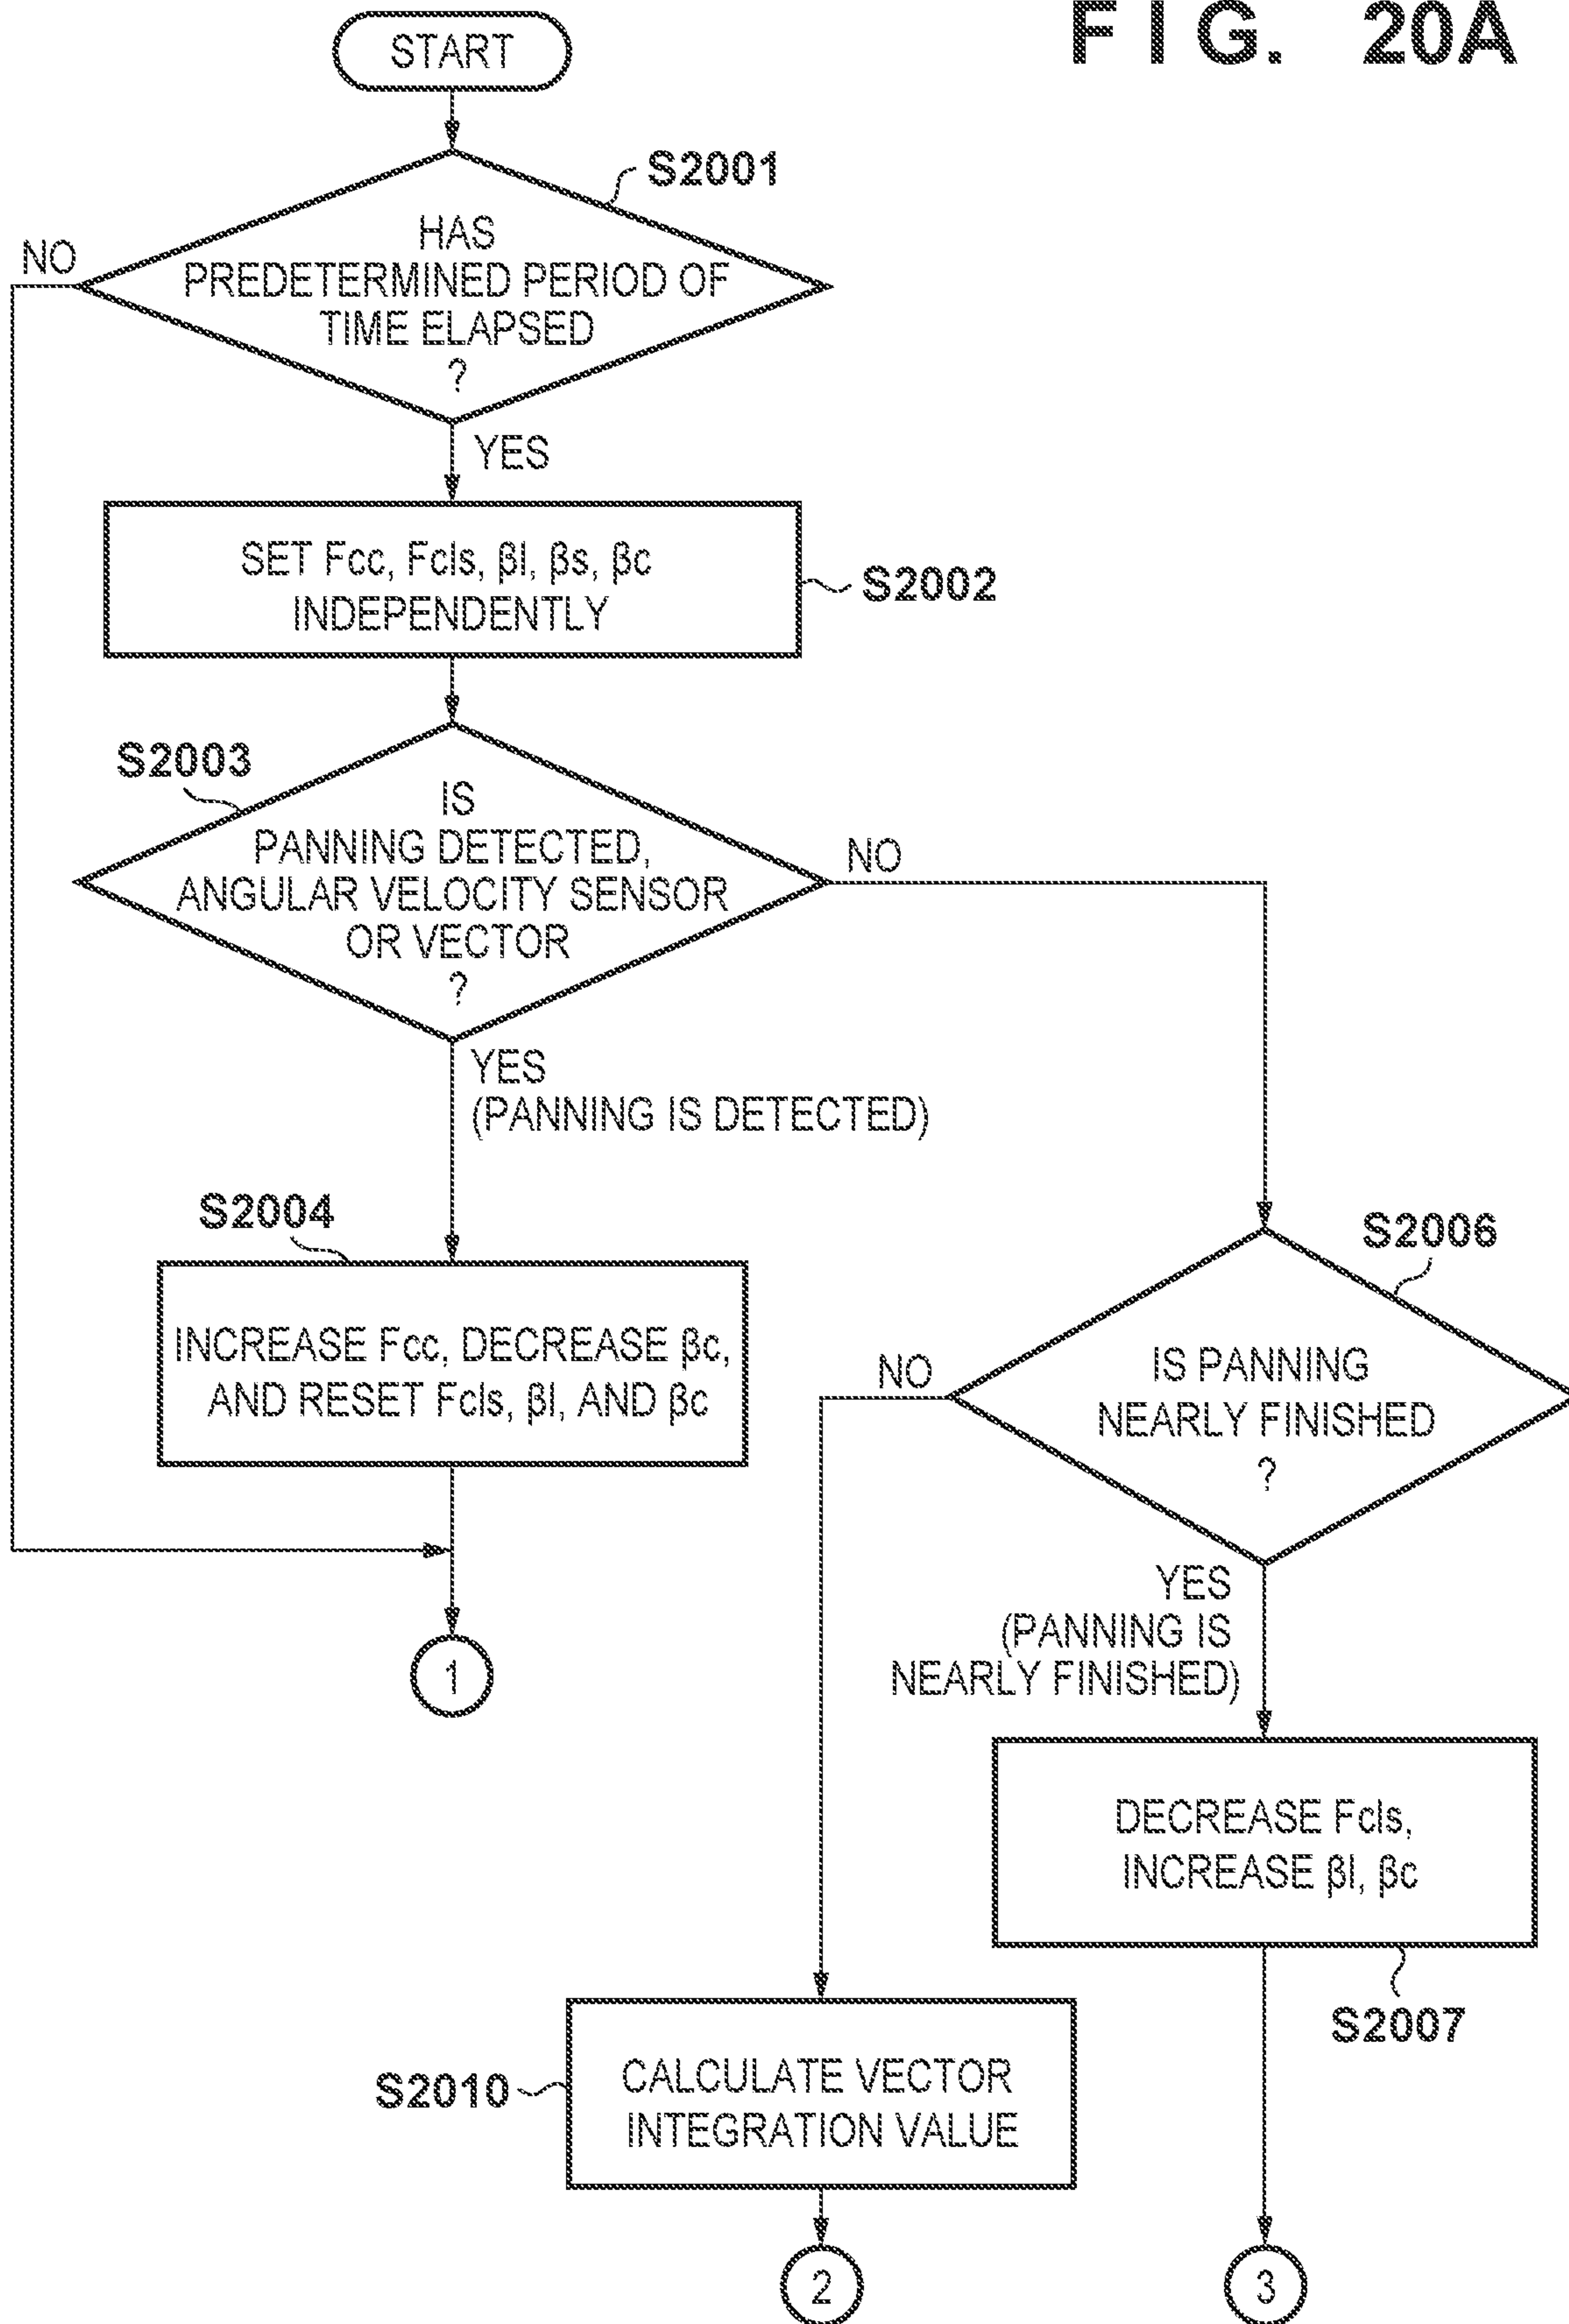 FIG. 20A
START
S2001
HAS
PREDETERMINED PERIOD OF
TIME ELAPSED
?
NO
YES
SET Fcc, Fcls, βl, βs, βc
INDEPENDENTLY
S2002
S2003
IS
PANNING DETECTED,
ANGULAR VELOCITY SENSOR
OR VECTOR
?
NO
YES
(PANNING IS DETECTED)
S2004
INCREASE Fcc, DECREASE βc,
AND RESET Fcls, βl, AND βc
1
S2006
IS PANNING
NEARLY FINISHED
?
NO
YES
(PANNING IS
NEARLY FINISHED)
DECREASE Fcls,
INCREASE βl, βc
S2007
S2010
CALCULATE VECTOR
INTEGRATION VALUE
2
3